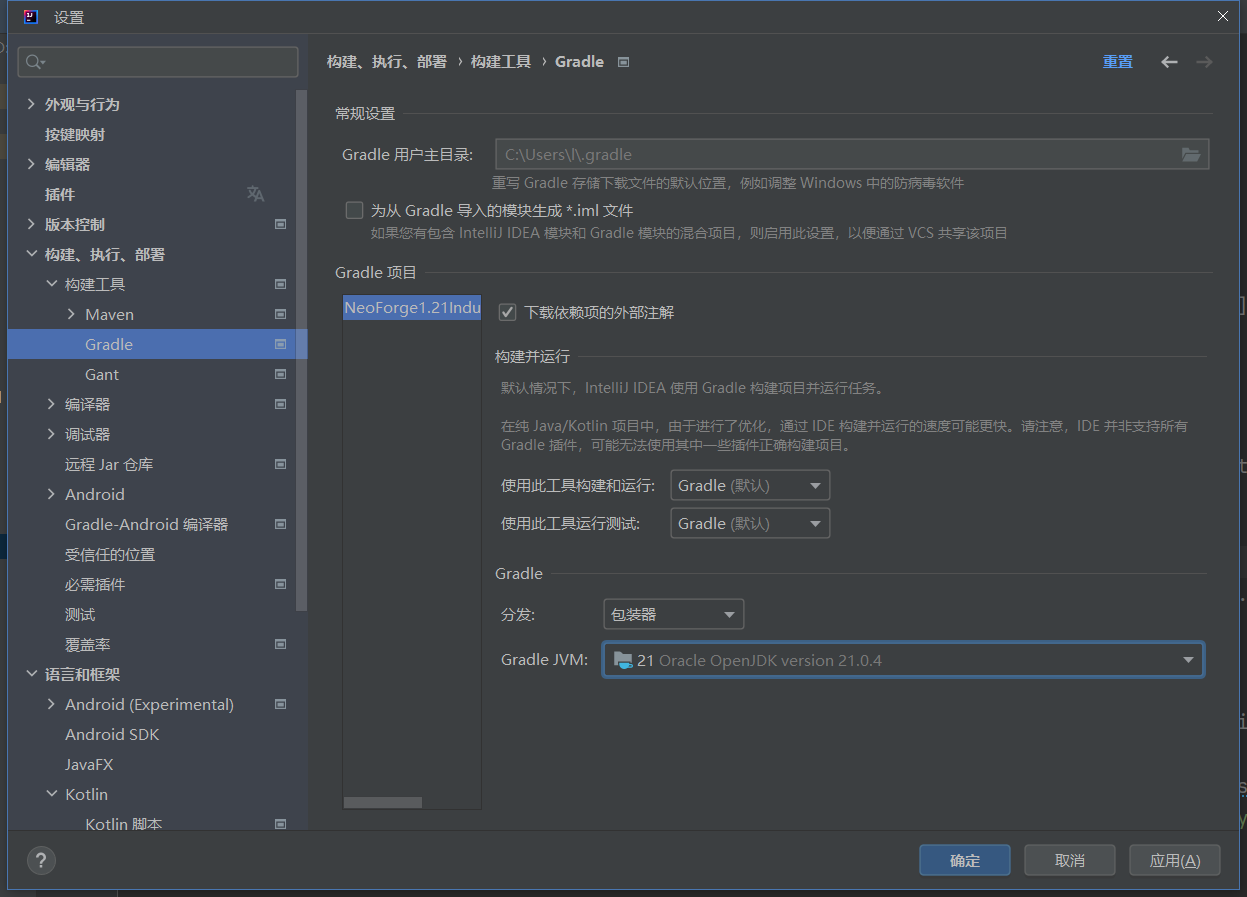 设置
外观与行为
按键映射
编辑器
插件
版本控制
构建、执行、部署
构建工具
Maven
Gradle
Gant
编译器
调试器
远程 Jar 仓库
Android
Gradle-Android 编译器
受信任的位置
必需插件
测试
覆盖率
语言和框架
Android (Experimental)
Android SDK
JavaFX
Kotlin
Kotlin 脚本
构建、执行、部署 › 构建工具 › Gradle
重置
常规设置
Gradle 用户主目录: C:\Users\l\.gradle
重写 Gradle 存储下载文件的默认位置，例如调整 Windows 中的防病毒软件
为从 Gradle 导入的模块生成 *.iml 文件
如果您有包含 IntelliJ IDEA 模块和 Gradle 模块的混合项目，则启用此设置，以便通过 VCS 共享该项目
Gradle 项目
NeoForge1.21Indu
下载依赖项的外部注解
构建并运行
默认情况下，IntelliJ IDEA 使用 Gradle 构建项目并运行任务。
在纯 Java/Kotlin 项目中，由于进行了优化，通过 IDE 构建并运行的速度可能更快。请注意，IDE 并非支持所有
Gradle 插件，可能无法使用其中一些插件正确构建项目。
使用此工具构建和运行: Gradle (默认)
使用此工具运行测试: Gradle (默认)
Gradle
分发: 包装器
Gradle JVM: 21 Oracle OpenJDK version 21.0.4
?
确定
取消
应用(A)